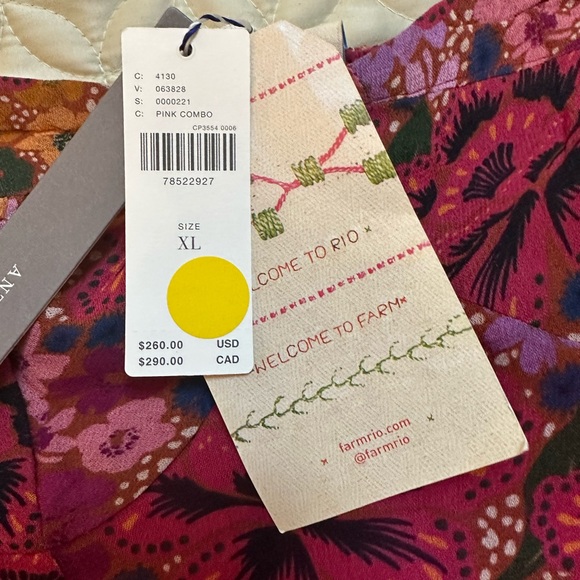 C: 4130
V: 063828
S: 0000221
C: PINK COMBO
CP3554 0006
78522927
SIZE
XL
$260.00 USD
$290.00 CAD
LCOME TO RIO
WELCOME TO FARM
farmrio.com
@farmrio
AN